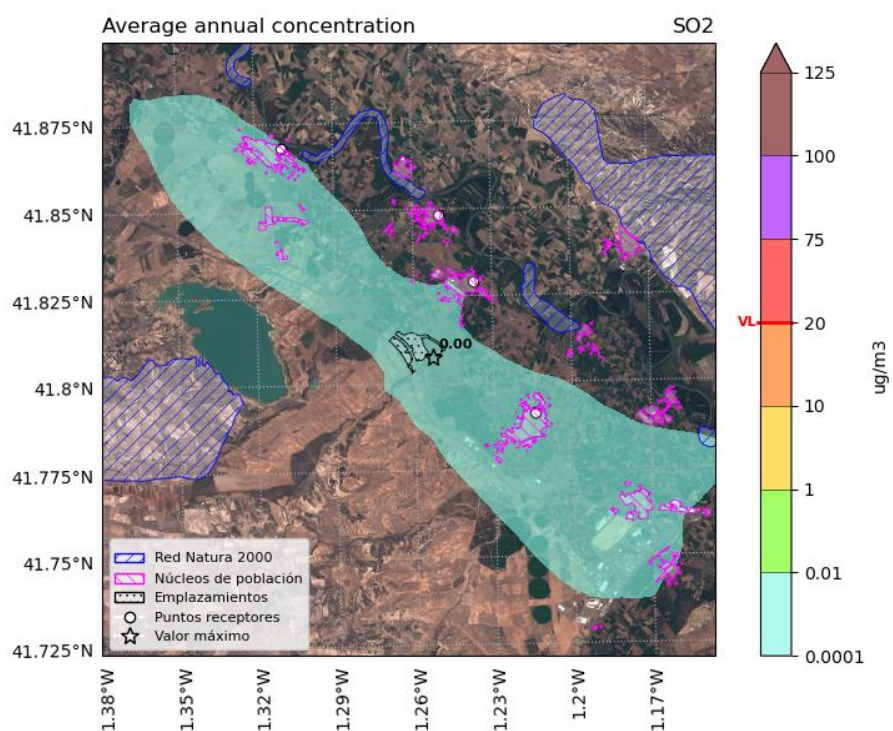 Average annual concentration SO2
41.875°N
41.85°N
41.825°N
41.8°N
41.775°N
41.75°N
41.725°N
1.38°W
1.35°W
1.32°W
1.29°W
1.26°W
1.23°W
1.2°W
1.17°W
0.00
Red Natura 2000
Núcleos de población
Emplazamientos
Puntos receptores
Valor máximo
125
100
75
VL
20
10
1
0.01
0.0001
ug/m3